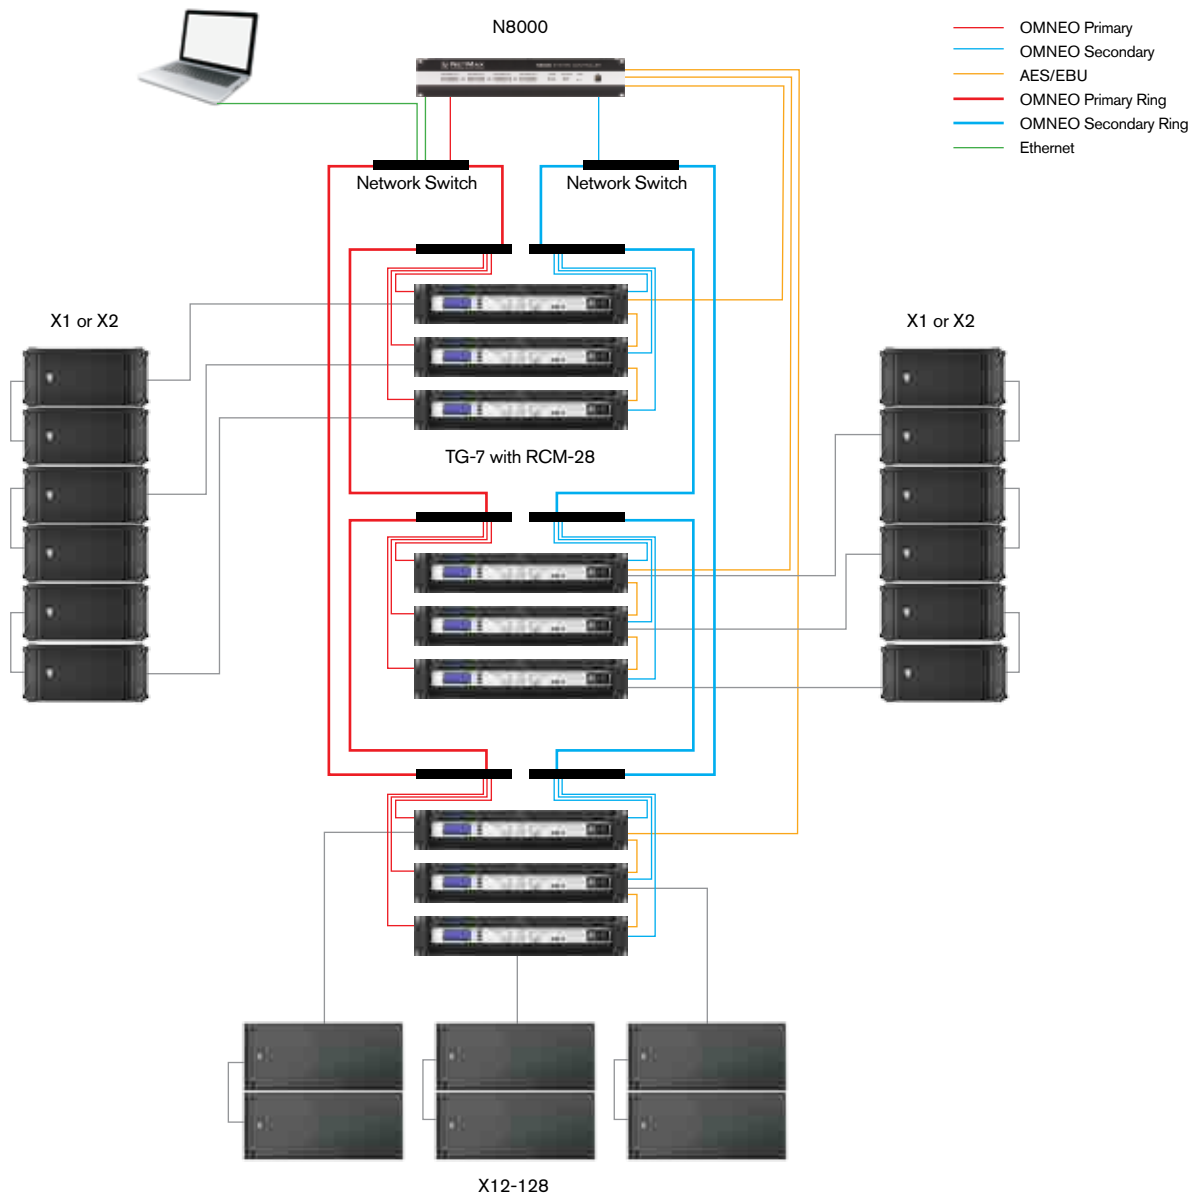 N8000
OMNEO Primary
OMNEO Secondary
AES/EBU
OMNEO Primary Ring
OMNEO Secondary Ring
Ethernet
NETMAX
Network Switch
Network Switch
X1 or X2
X1 or X2
TG-7 with RCM-28
X12-128